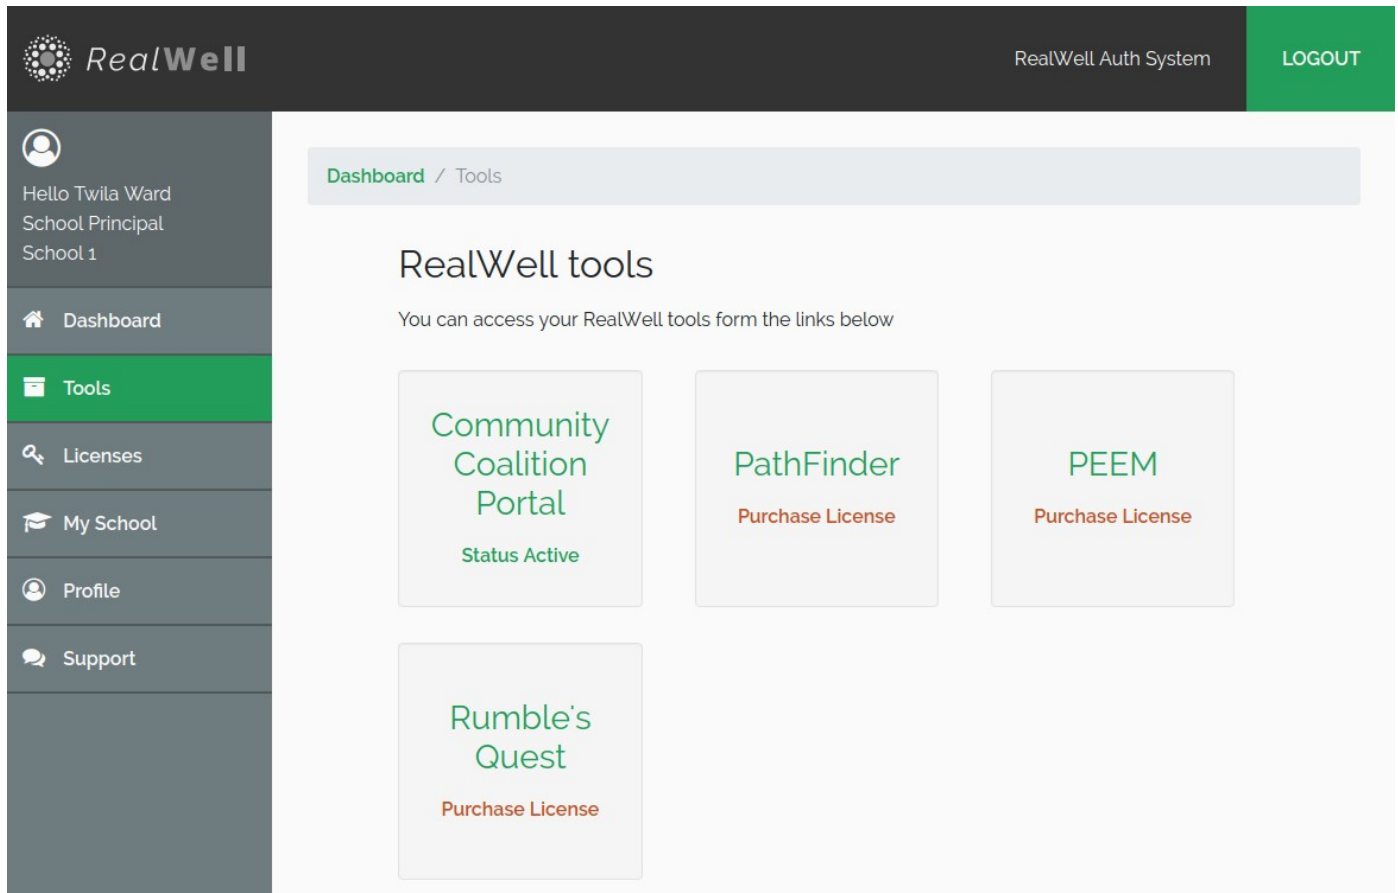 RealWell
RealWell Auth System
LOGOUT
Hello Twila Ward
School Principal
School 1
Dashboard
Tools
Licenses
My School
Profile
Support
Dashboard / Tools
RealWell tools
You can access your RealWell tools form the links below
Community
Coalition
Portal
Status Active
PathFinder
Purchase License
PEEM
Purchase License
Rumble's
Quest
Purchase License